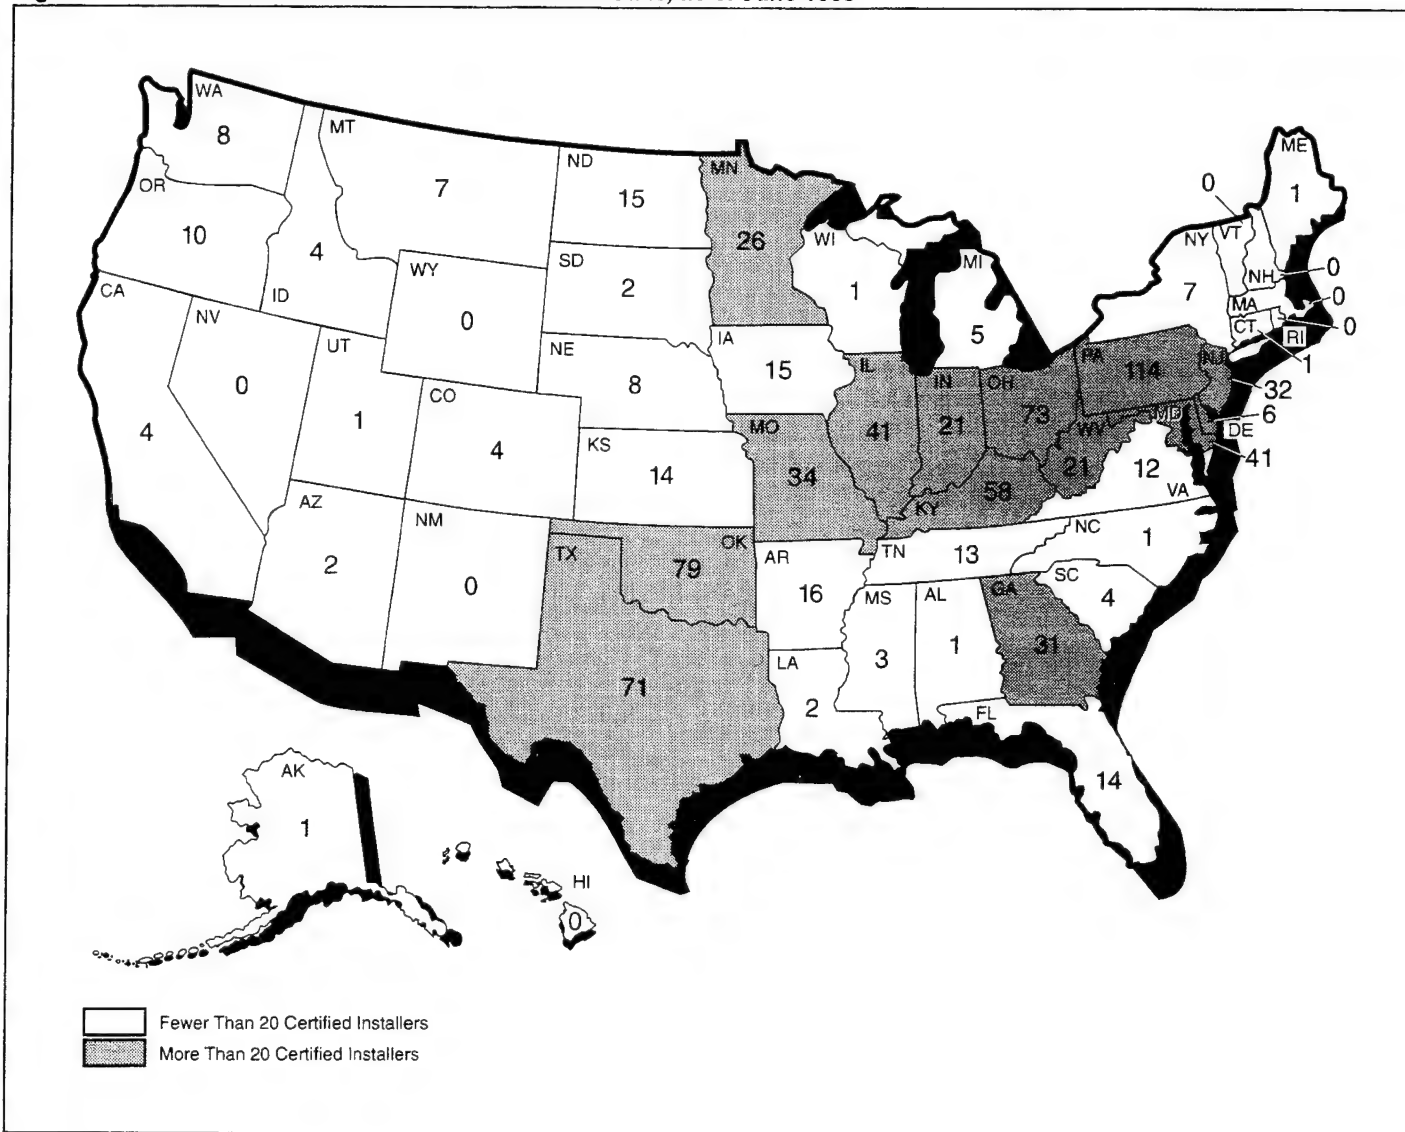 WA
8
MT
7
ND
15
MN
26
OR
10
ID
4
WY
0
SD
2
WI
1
MI
5
ME
1
0
NY
7
VT
NH
0
MA
0
CT
1
RI
0
CA
4
NV
0
UT
1
CO
4
NE
8
IA
15
IL
41
IN
21
OH
73
PA
114
NJ
32
6
DE
MD
41
WV
21
VA
12
KS
14
MO
34
KY
58
AZ
2
NM
0
TX
71
OK
79
AR
16
TN
13
NC
1
SC
4
MS
3
AL
1
GA
31
LA
2
FL
14
AK
1
HI
0
Fewer Than 20 Certified Installers
More Than 20 Certified Installers